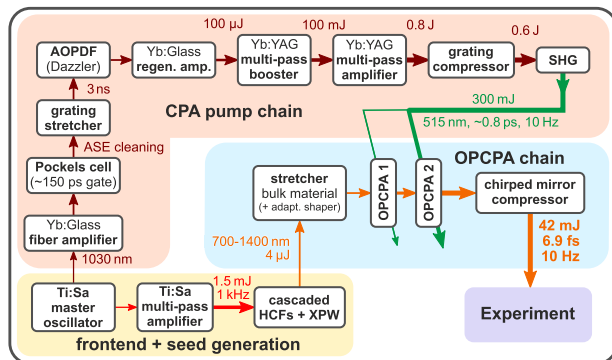 100 µJ
100 mJ
0.8 J
0.6 J
AOPDF
(Dazzler)
Yb:Glass
regen. amp.
Yb:YAG
multi-pass
booster
Yb:YAG
multi-pass
amplifier
grating
compressor
SHG
3 ns
grating
stretcher
CPA pump chain
300 mJ
515 nm, ~0.8 ps, 10 Hz
ASE cleaning
Pockels cell
(~150 ps gate)
OPCPA chain
stretcher
bulk material
(+ adapt. shaper)
OPCPA 1
OPCPA 2
chirped mirror
compressor
Yb:Glass
fiber amplifier
700-1400 nm
4 µJ
42 mJ
6.9 fs
10 Hz
1030 nm
Ti:Sa
master
oscillator
Ti:Sa
multi-pass
amplifier
1.5 mJ
1 kHz
cascaded
HCFs + XPW
Experiment
frontend + seed generation